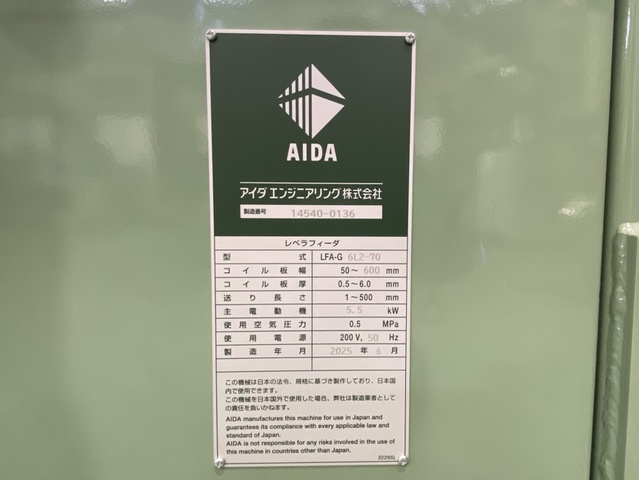 AIDA
アイダエンジニアリング株式会社
製造番号 14540-0136
レベラフィーダ
型式 LFA-G 6L2-70
コイル板幅 50～ 600 mm
コイル板厚 0.5～6.0 mm
送り長さ 1～500 mm
主電動機 5.5 kW
使用空気圧力 0.5 MPa
使用電源 200 V, 50 Hz
製造年月 2025 年 6 月
この機械は日本の法令、規格に基づき製作しており、日本国
内で使用できます。
この機械を日本国外で使用した場合、弊社は製造業者として
の責任を負いかねます。
AIDA manufactures this machine for use in Japan and
guarantees its compliance with every applicable law and
standard of Japan.
AIDA is not responsible for any risks involved in the use of
this machine in countries other than Japan.